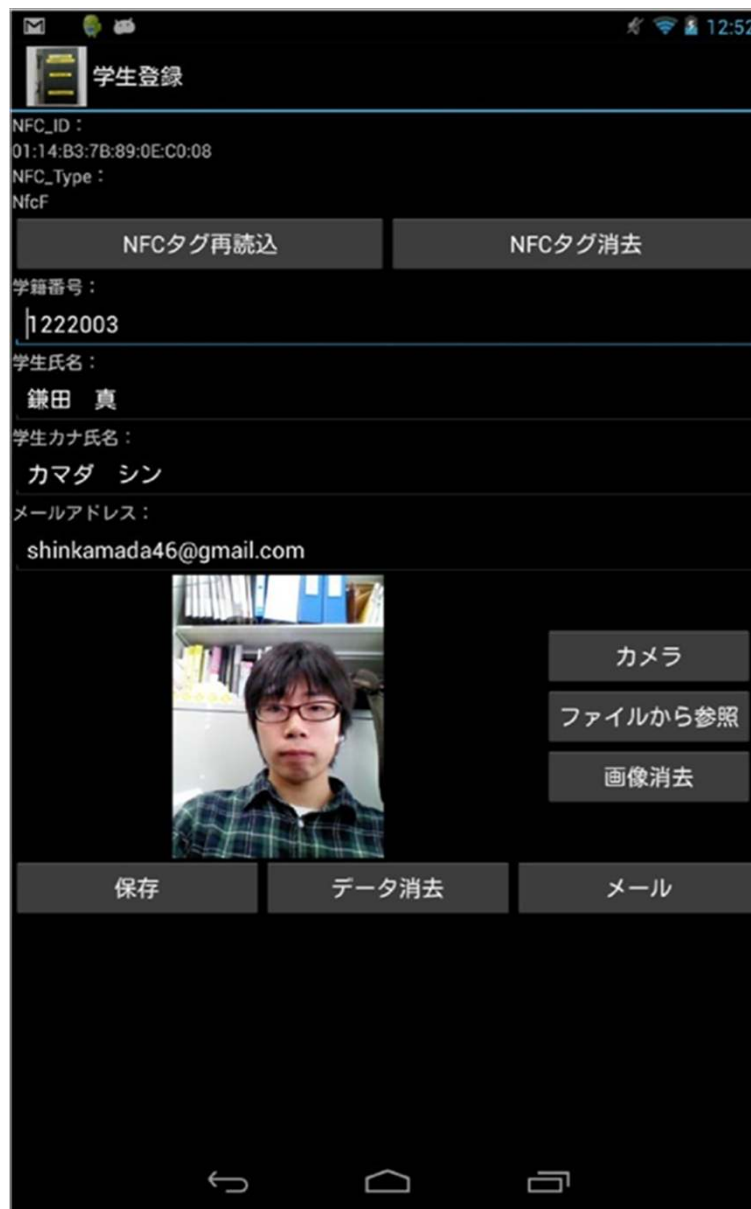 12:52
学生登録
NFC_ID：
01:14:B3:7B:89:0E:C0:08
NFC_Type：
NfcF
NFCタグ再読込 NFCタグ消去
学籍番号：
1222003
学生氏名：
鎌田　真
学生カナ氏名：
カマダ　シン
メールアドレス：
shinkamada46@gmail.com
カメラ
ファイルから参照
画像消去
保存 データ消去 メール